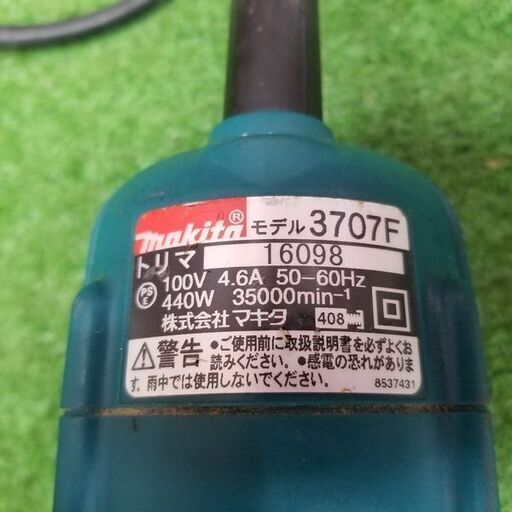 makita® モデル 3707F
トリマ 16098
PSE 100V 4.6A 50-60Hz
440W 35000min-¹
株式会社 マキタ 408
警告 ●ご使用前に取扱説明書を必ずよくお
読みください。 ●感電の恐れがありま
す。雨中では使用しないでください。
8537431